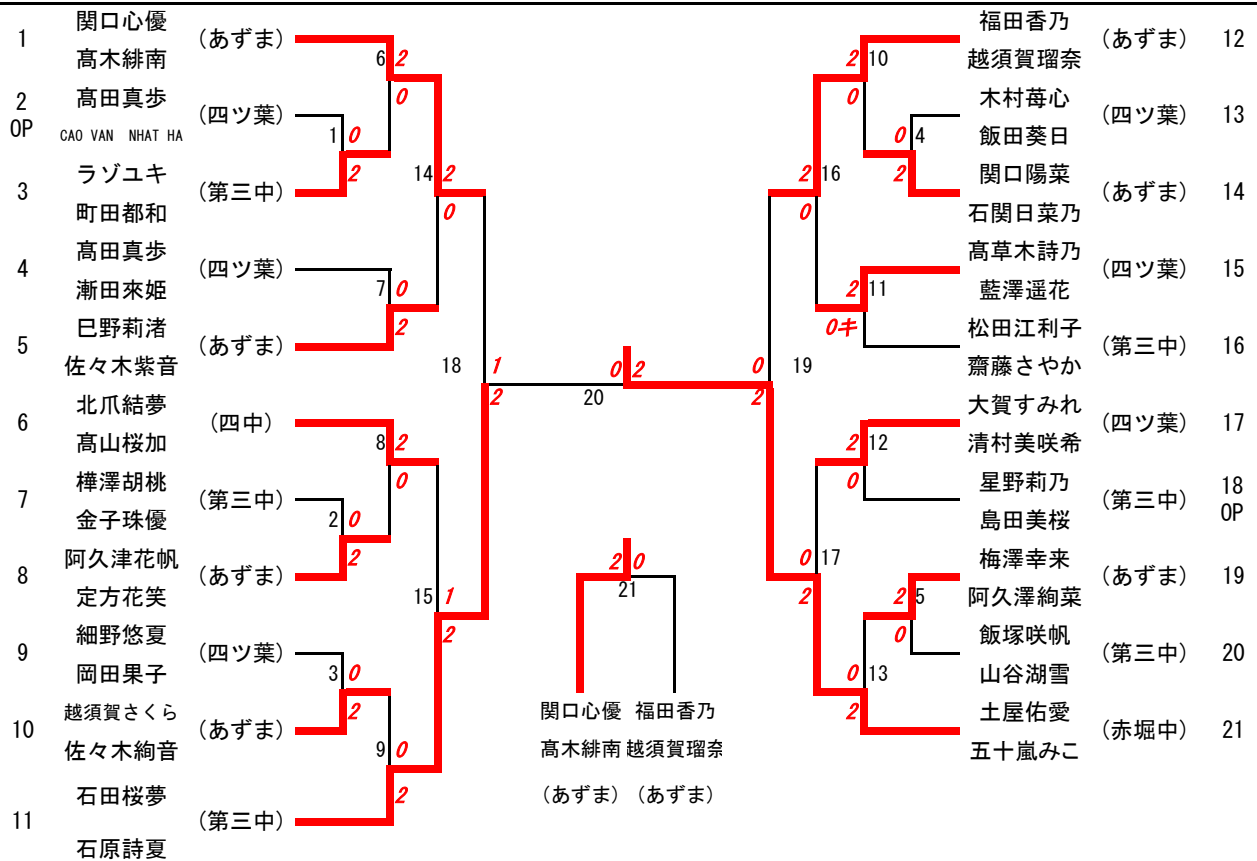 1 関口心優 (あずま)
髙木緋南
2 髙田真歩 (四ツ葉)
OP CAO VAN NHAT HA
3 ラゾユキ (第三中)
町田都和
4 髙田真歩 (四ツ葉)
漸田來姫
5 巳野莉渚 (あずま)
佐々木紫音
6 北爪結夢 (四中)
髙山桜加
7 樺澤胡桃 (第三中)
金子珠優
8 阿久津花帆 (あずま)
定方花笑
9 細野悠夏 (四ツ葉)
岡田果子
10 越須賀さくら (あずま)
佐々木絢音
11 石田桜夢 (第三中)
石原詩夏
6 2
0
1 0
2
14 2
0
7 0
2
18 1
2
8 2
0
2 0
2
15 1
2
3 0
2
9 0
2
0 2
20
2 0
21
関口心優 福田香乃
髙木緋南 越須賀瑠奈
(あずま) (あずま)
2 10
0
0 4
2
2 16
0
2 11
0キ
0 19
2
2 12
0
0 17
2
2 5
0
0 13
2
福田香乃 (あずま) 12
越須賀瑠奈
木村苺心 (四ツ葉) 13
飯田葵日
関口陽菜 (あずま) 14
石関日菜乃
髙草木詩乃 (四ツ葉) 15
藍澤遥花
松田江利子 (第三中) 16
齋藤さやか
大賀すみれ (四ツ葉) 17
清村美咲希
星野莉乃 (第三中) 18
島田美桜 OP
梅澤幸来 (あずま) 19
阿久澤絢菜
飯塚咲帆 (第三中) 20
山谷湖雪
土屋佑愛 (赤堀中) 21
五十嵐みこ